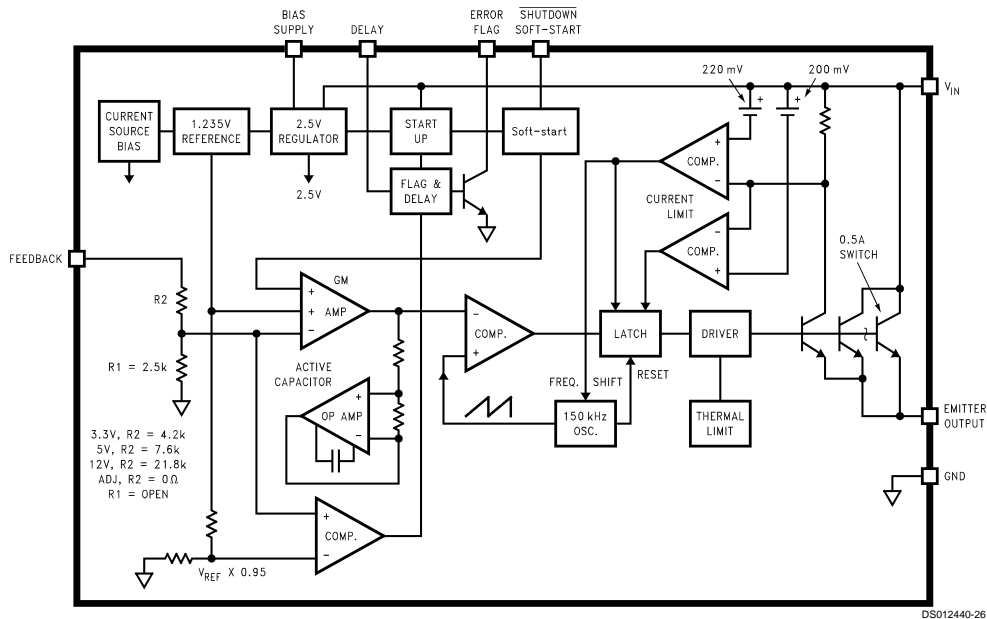 BIAS
SUPPLY
DELAY
ERROR
FLAG
SHUTDOWN
SOFT-START
220 mV
200 mV
V_IN
+
+
CURRENT
SOURCE
BIAS
1.235V
REFERENCE
2.5V
REGULATOR
START
UP
Soft-start
+
COMP.
−
2.5V
FLAG &
DELAY
CURRENT
LIMIT
−
COMP.
+
0.5A
SWITCH
FEEDBACK
GM
+
+ AMP
−
R2
−
COMP.
+
LATCH
DRIVER
R1 = 2.5k
ACTIVE
CAPACITOR
FREQ. SHIFT
RESET
+
OP AMP
−
150 kHz
OSC.
THERMAL
LIMIT
EMITTER
OUTPUT
3.3V, R2 = 4.2k
5V, R2 = 7.6k
12V, R2 = 21.8k
ADJ, R2 = 0Ω
R1 = OPEN
GND
+
COMP.
−
V_REF X 0.95
DS012440-26